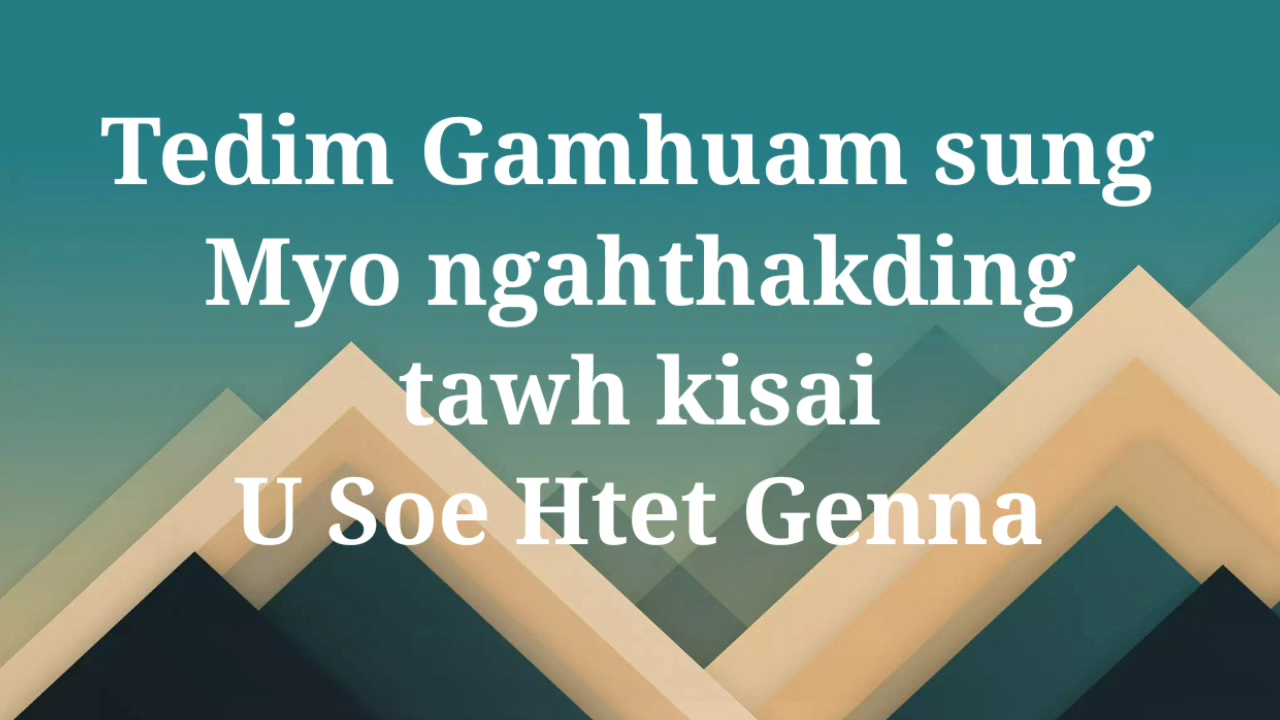 Tedim Gamhuam sung
Myo ngahthakding
tawh kisai
U Soe Htet Genna